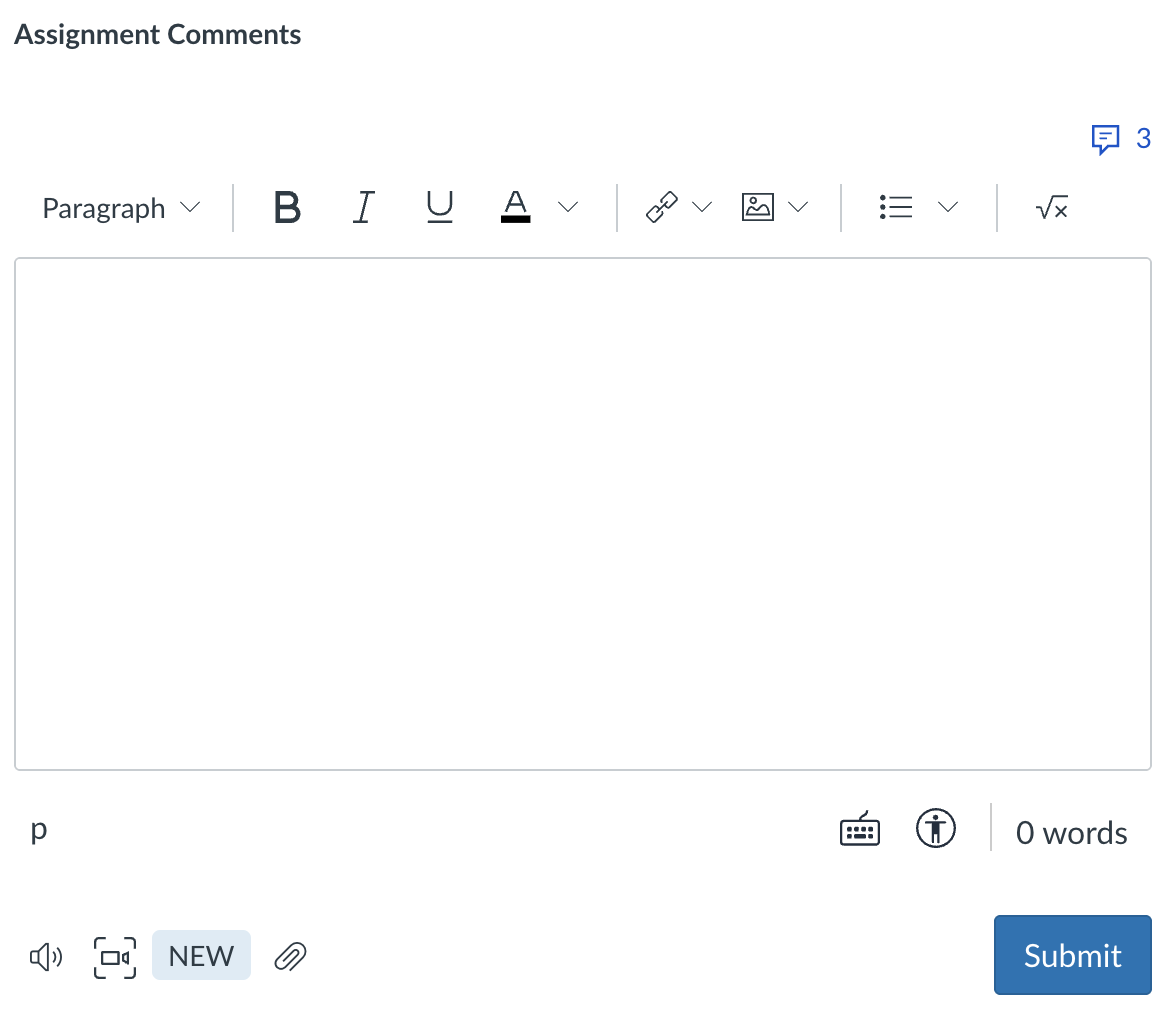 Assignment Comments
3
Paragraph B I U A √x
p 0 words
NEW Submit